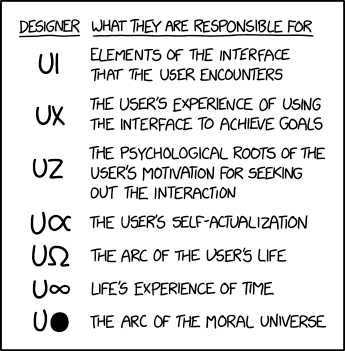 DESIGNER WHAT THEY ARE RESPONSIBLE FOR
UI ELEMENTS OF THE INTERFACE
THAT THE USER ENCOUNTERS
UX THE USER'S EXPERIENCE OF USING
THE INTERFACE TO ACHIEVE GOALS
UZ THE PSYCHOLOGICAL ROOTS OF THE
USER'S MOTIVATION FOR SEEKING
OUT THE INTERACTION
U∝ THE USER'S SELF-ACTUALIZATION
UΩ THE ARC OF THE USER'S LIFE
U∞ LIFE'S EXPERIENCE OF TIME
U● THE ARC OF THE MORAL UNIVERSE